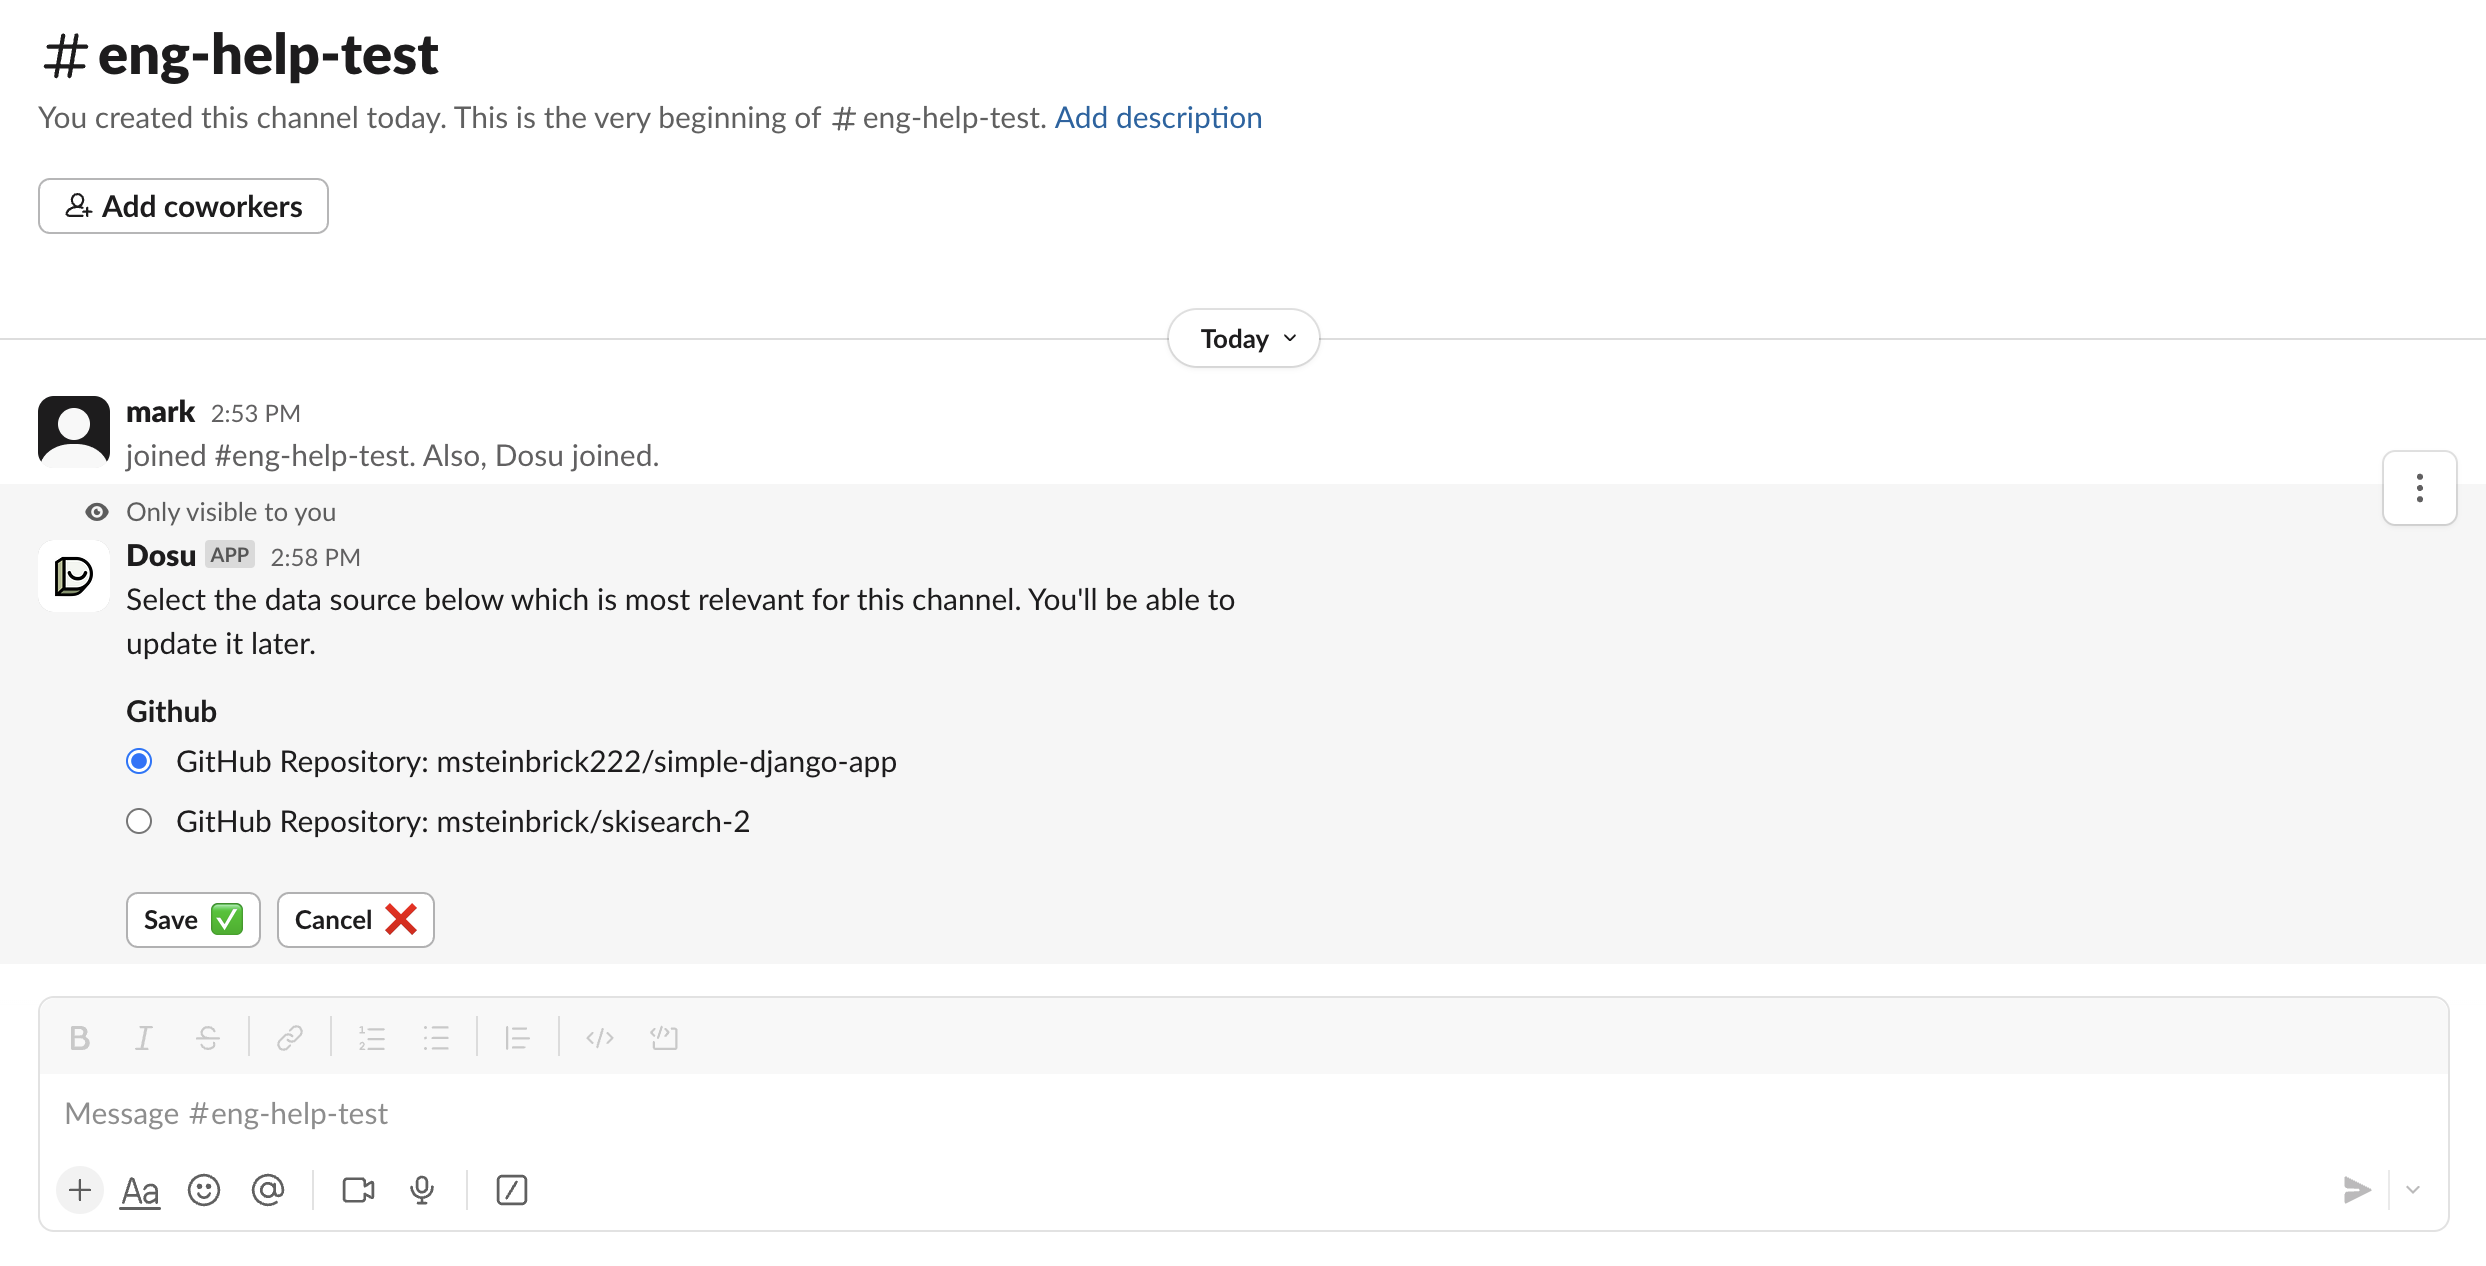 # eng-help-test
You created this channel today. This is the very beginning of # eng-help-test. Add description
Add coworkers
Today
mark 2:53 PM
joined #eng-help-test. Also, Dosu joined.
Only visible to you
Dosu APP 2:58 PM
Select the data source below which is most relevant for this channel. You'll be able to
update it later.
Github
GitHub Repository: msteinbrick222/simple-django-app
GitHub Repository: msteinbrick/skisearch-2
Save ✅ Cancel ❌
Message #eng-help-test
Aa